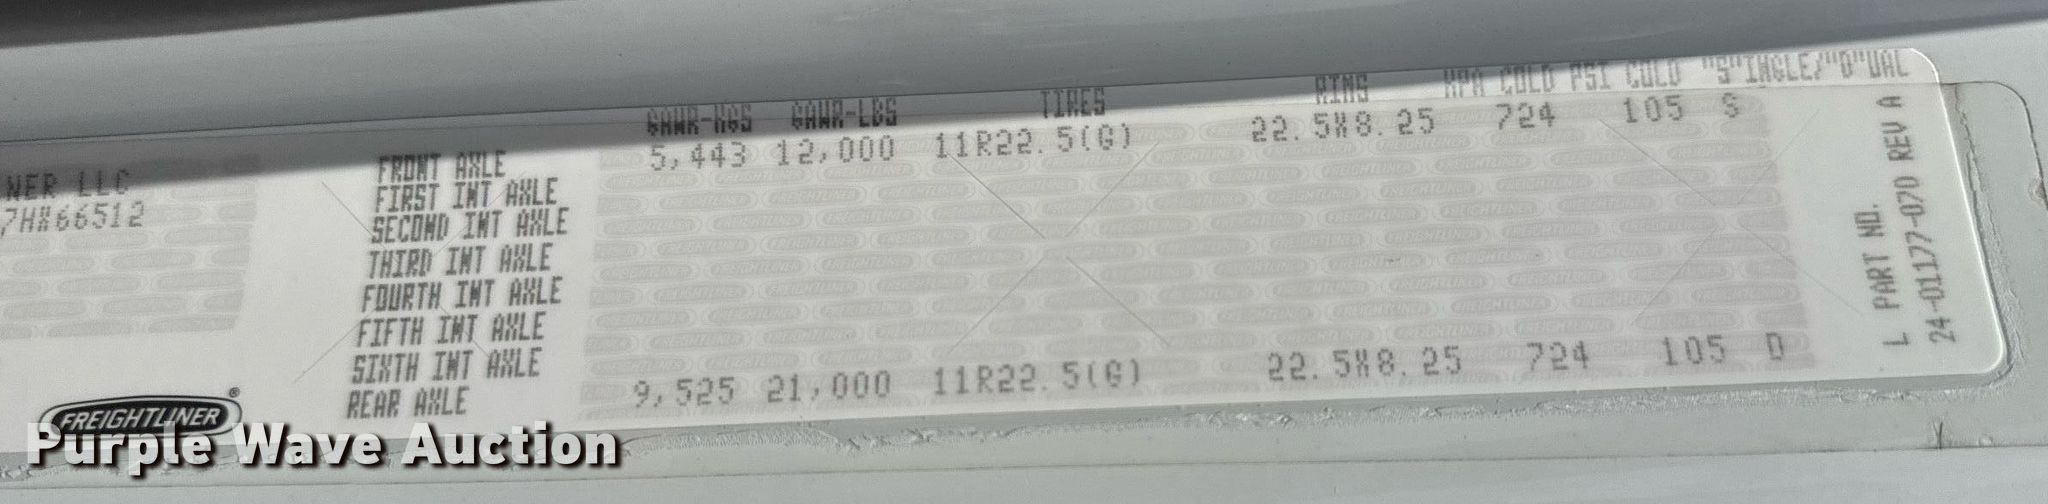 GAWR-KGS GAWR-LBS TIRES RIMS KPA COLD PSI COLD "S"INGLE/"D"UAL
FRONT AXLE 5,443 12,000 11R22.5(G) 22.5X8.25 724 105 S
FIRST INT AXLE
SECOND INT AXLE
THIRD INT AXLE
FOURTH INT AXLE
FIFTH INT AXLE
SIXTH INT AXLE
REAR AXLE 9,525 21,000 11R22.5(G) 22.5X8.25 724 105 D
NER LLC
7HX66512
FREIGHTLINER®
L PART NO.
24-01177-070 REV A
Purple Wave Auction